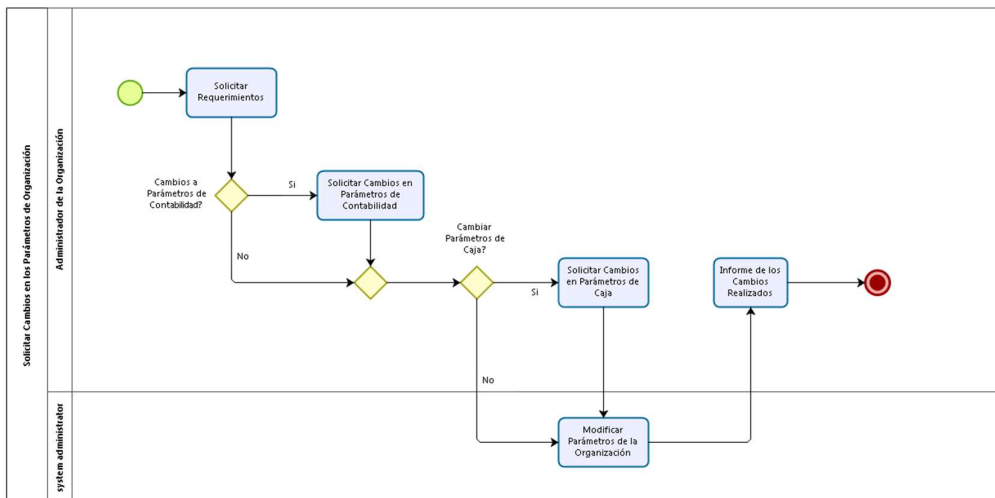 Solicitar Cambios en los Parámetros de Organización
Administrador de la Organización
Solicitar
Requerimientos
Cambios a
Parámetros de
Contabilidad?
Si
Solicitar Cambios en
Parámetros de
Contabilidad
No
Cambiar
Parámetros de
Caja?
Si
Solicitar Cambios
en Parámetros de
Caja
Informe de los
Cambios
Realizados
No
system administrator
Modificar
Parámetros de la
Organización